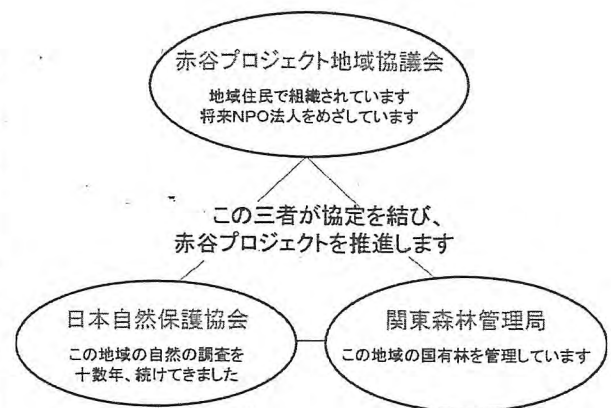 赤谷プロジェクト地域協議会
地域住民で組織されています
将来NPO法人をめざしています
この三者が協定を結び、
赤谷プロジェクトを推進します
日本自然保護協会
この地域の自然の調査を
十数年、続けてきました
関東森林管理局
この地域の国有林を管理しています